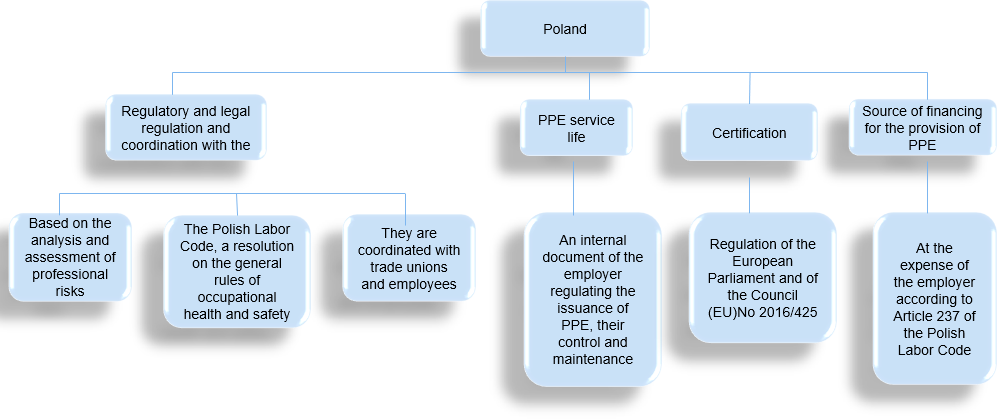 Poland
Regulatory and legal
regulation and
coordination with the
PPE service
life
Certification
Source of financing
for the provision of
PPE
Based on the
analysis and
assessment of
professional
risks
The Polish Labor
Code, a resolution
on the general
rules of
occupational
health and safety
They are
coordinated with
trade unions
and employees
An internal
document of the
employer
regulating the
issuance of
PPE, their
control and
maintenance
Regulation of the
European
Parliament and of
the Council
(EU)No 2016/425
At the
expense of
the employer
according to
Article 237 of
the Polish
Labor Code